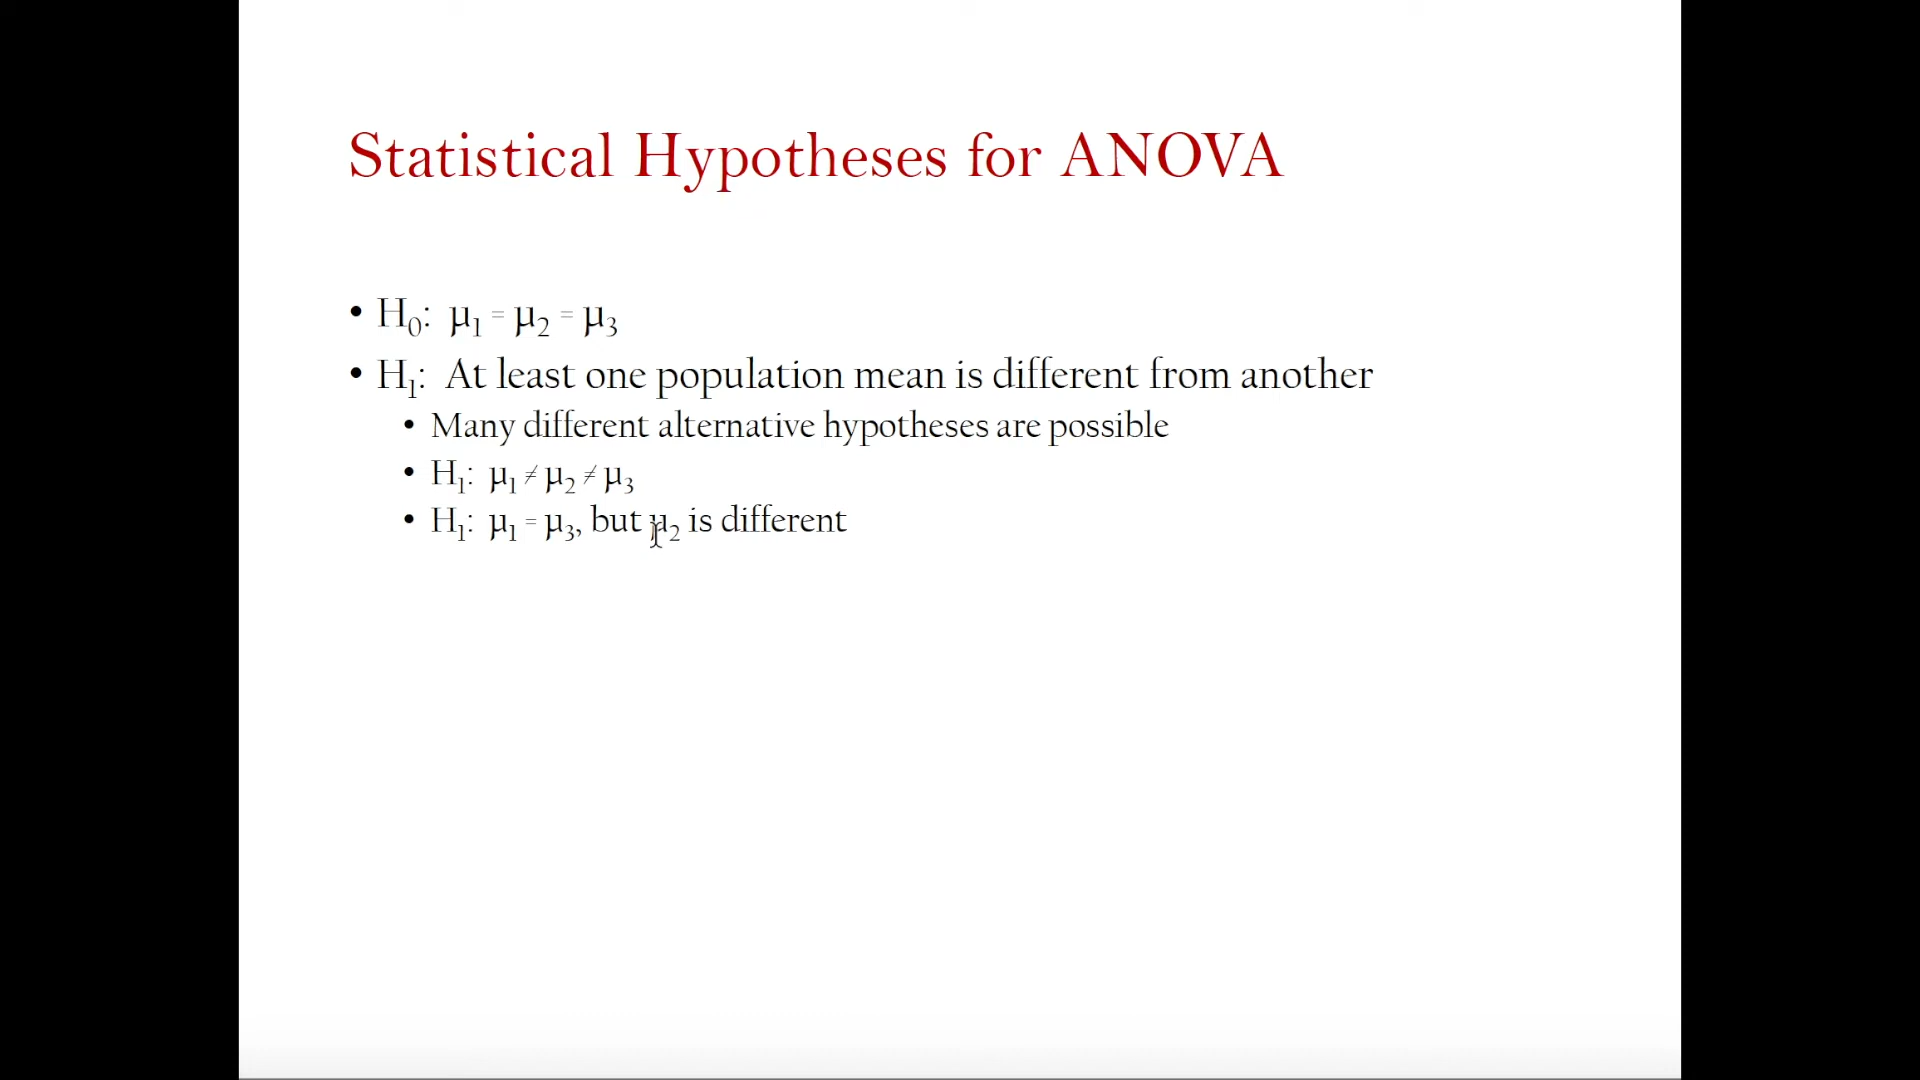 Statistical Hypotheses for ANOVA
• H₀: μ₁ = μ₂ = μ₃
• H₁: At least one population mean is different from another
• Many different alternative hypotheses are possible
• H₁: μ₁ ≠ μ₂ ≠ μ₃
• H₁: μ₁ = μ₃, but μ₂ is different